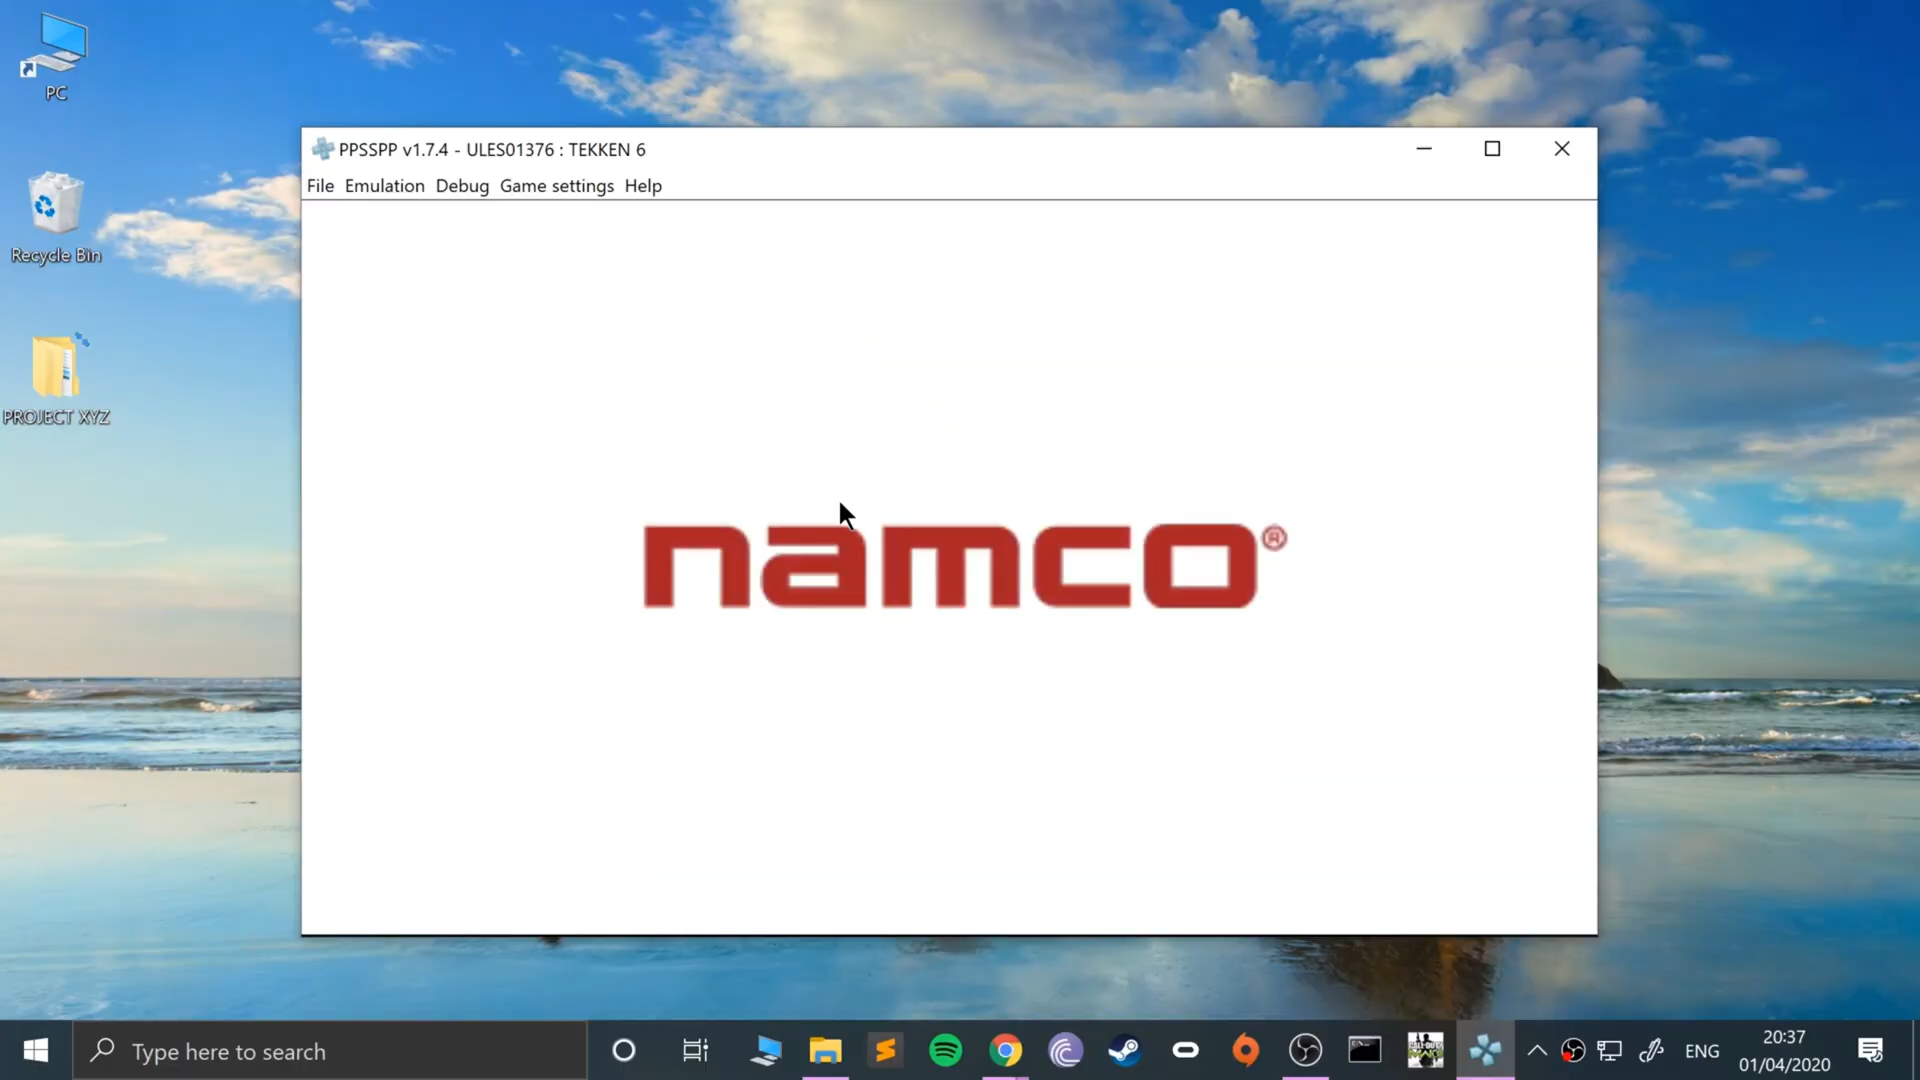 PC
Recycle Bin
PROJECT XYZ
PPSSPP v1.7.4 - ULES01376 : TEKKEN 6
File Emulation Debug Game settings Help
namco®
Type here to search
ENG
20:37
01/04/2020